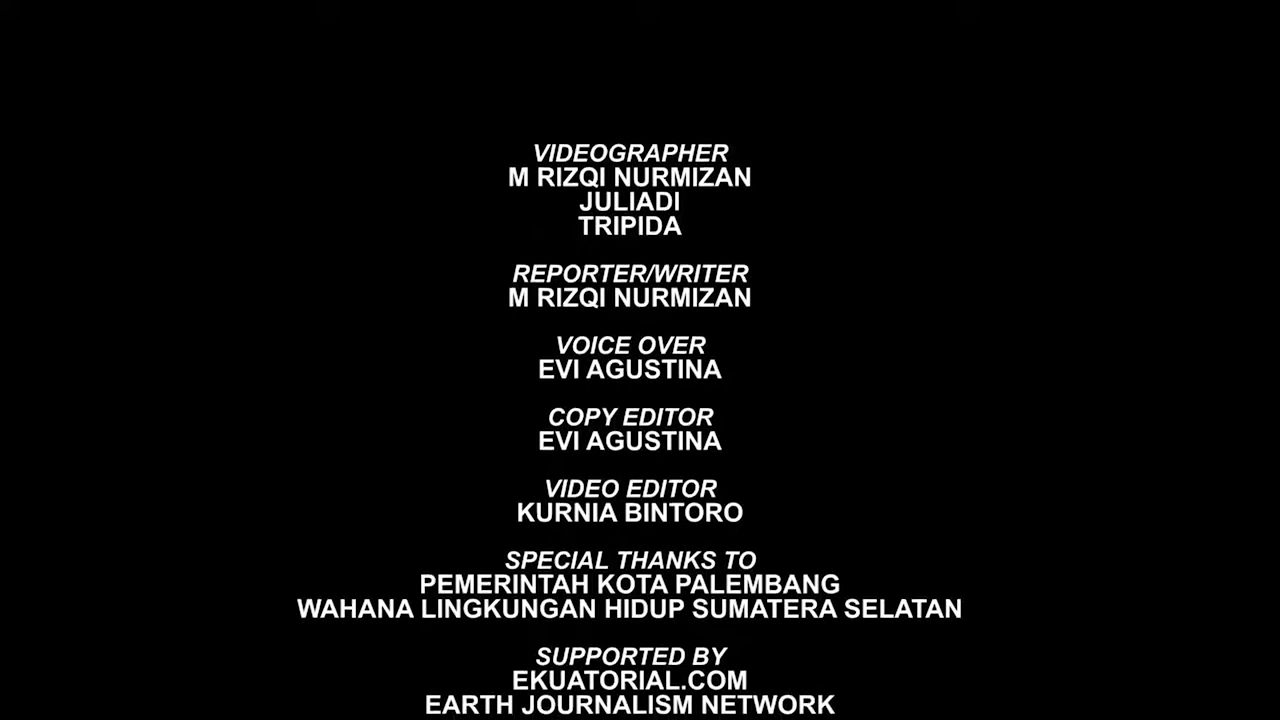 VIDEOGRAPHER
M RIZQI NURMIZAN
JULIADI
TRIPIDA
REPORTER/WRITER
M RIZQI NURMIZAN
VOICE OVER
EVI AGUSTINA
COPY EDITOR
EVI AGUSTINA
VIDEO EDITOR
KURNIA BINTORO
SPECIAL THANKS TO
PEMERINTAH KOTA PALEMBANG
WAHANA LINGKUNGAN HIDUP SUMATERA SELATAN
SUPPORTED BY
EKUATORIAL.COM
EARTH JOURNALISM NETWORK